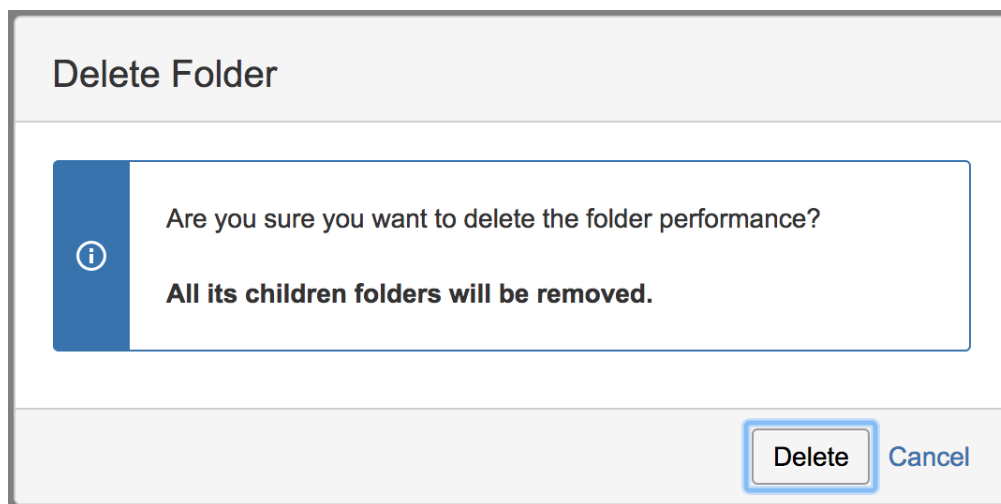 Delete Folder
Are you sure you want to delete the folder performance?
All its children folders will be removed.
Delete Cancel